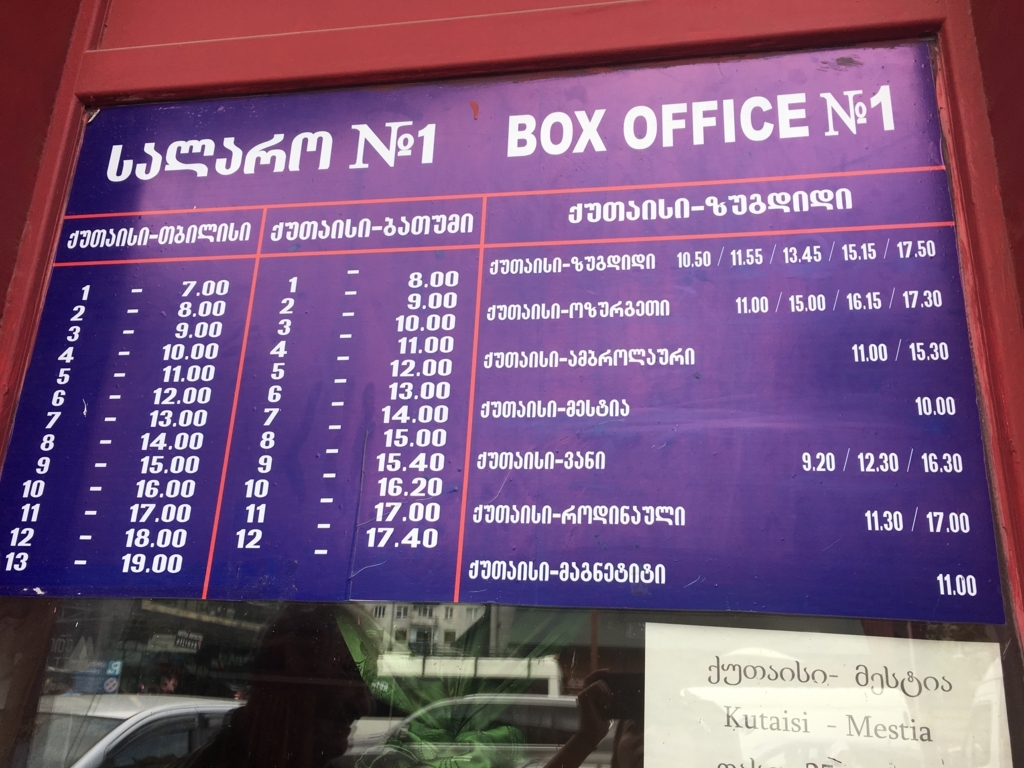 სალარო №1
BOX OFFICE №1
ქუთაისი-თბილისი
1 - 7.00
2 - 8.00
3 - 9.00
4 - 10.00
5 - 11.00
6 - 12.00
7 - 13.00
8 - 14.00
9 - 15.00
10 - 16.00
11 - 17.00
12 - 18.00
13 - 19.00
ქუთაისი-ბათუმი
1 - 8.00
2 - 9.00
3 - 10.00
4 - 11.00
5 - 12.00
6 - 13.00
7 - 14.00
8 - 15.00
9 - 15.40
10 - 16.20
11 - 17.00
12 - 17.40
ქუთაისი-ზუგდიდი
ქუთაისი-ზუგდიდი 10.50 / 11.55 / 13.45 / 15.15 / 17.50
ქუთაისი-ოზურგეთი 11.00 / 15.00 / 16.15 / 17.30
ქუთაისი-ამბროლაური 11.00 / 15.30
ქუთაისი-მესტია 10.00
ქუთაისი-ვანი 9.20 / 12.30 / 16.30
ქუთაისი-როდინაული 11.30 / 17.00
ქუთაისი-მაგნეტიტი 11.00
ქუთაისი- მესტია
Kutaisi - Mestia